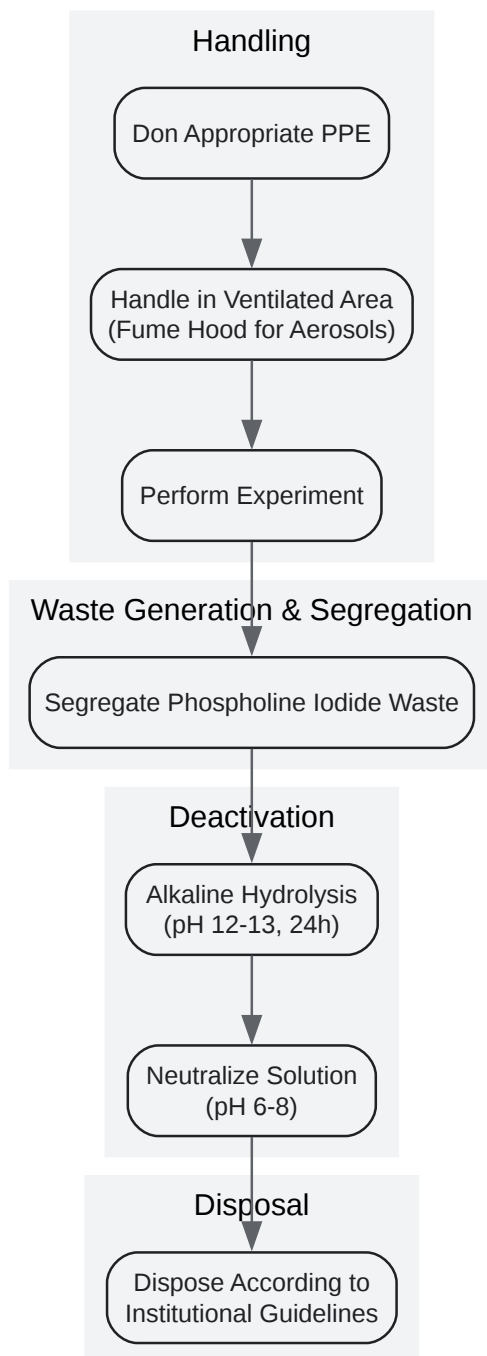 Handling
Don Appropriate PPE
Handle in Ventilated Area
(Fume Hood for Aerosols)
Perform Experiment
Waste Generation & Segregation
Segregate Phospholine Iodide Waste
Deactivation
Alkaline Hydrolysis
(pH 12-13, 24h)
Neutralize Solution
(pH 6-8)
Disposal
Dispose According to
Institutional Guidelines